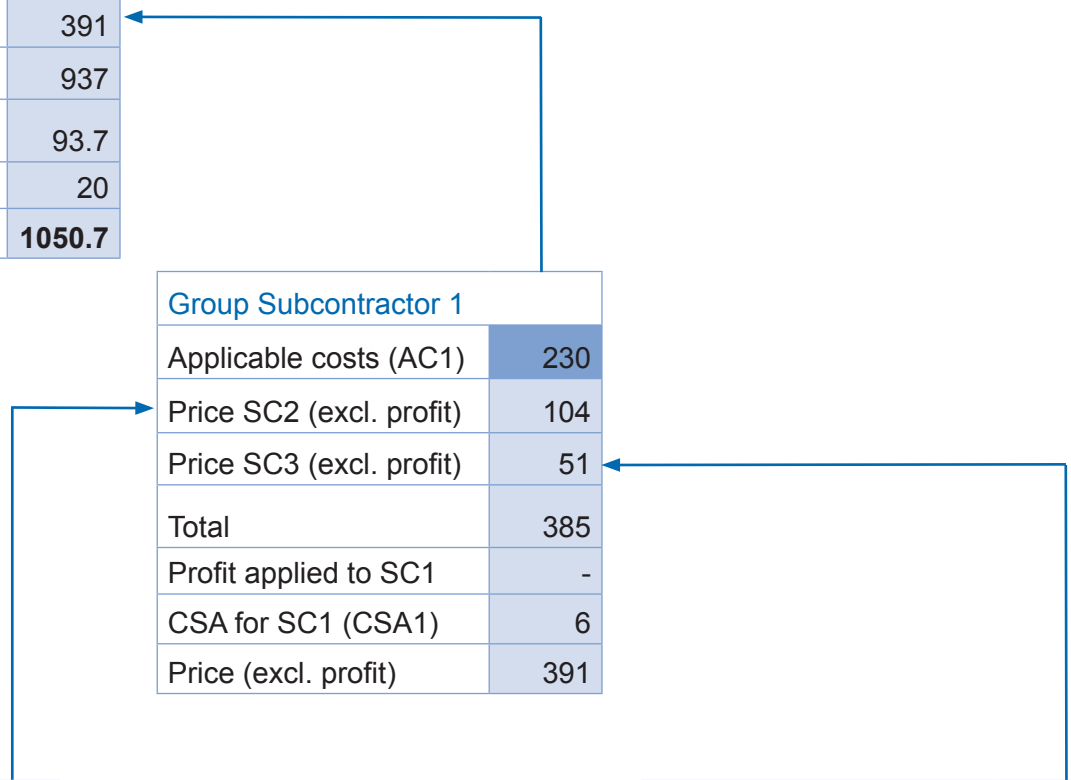 391
937
93.7
20
1050.7
Group Subcontractor 1
Applicable costs (AC1) 230
Price SC2 (excl. profit) 104
Price SC3 (excl. profit) 51
Total 385
Profit applied to SC1 -
CSA for SC1 (CSA1) 6
Price (excl. profit) 391